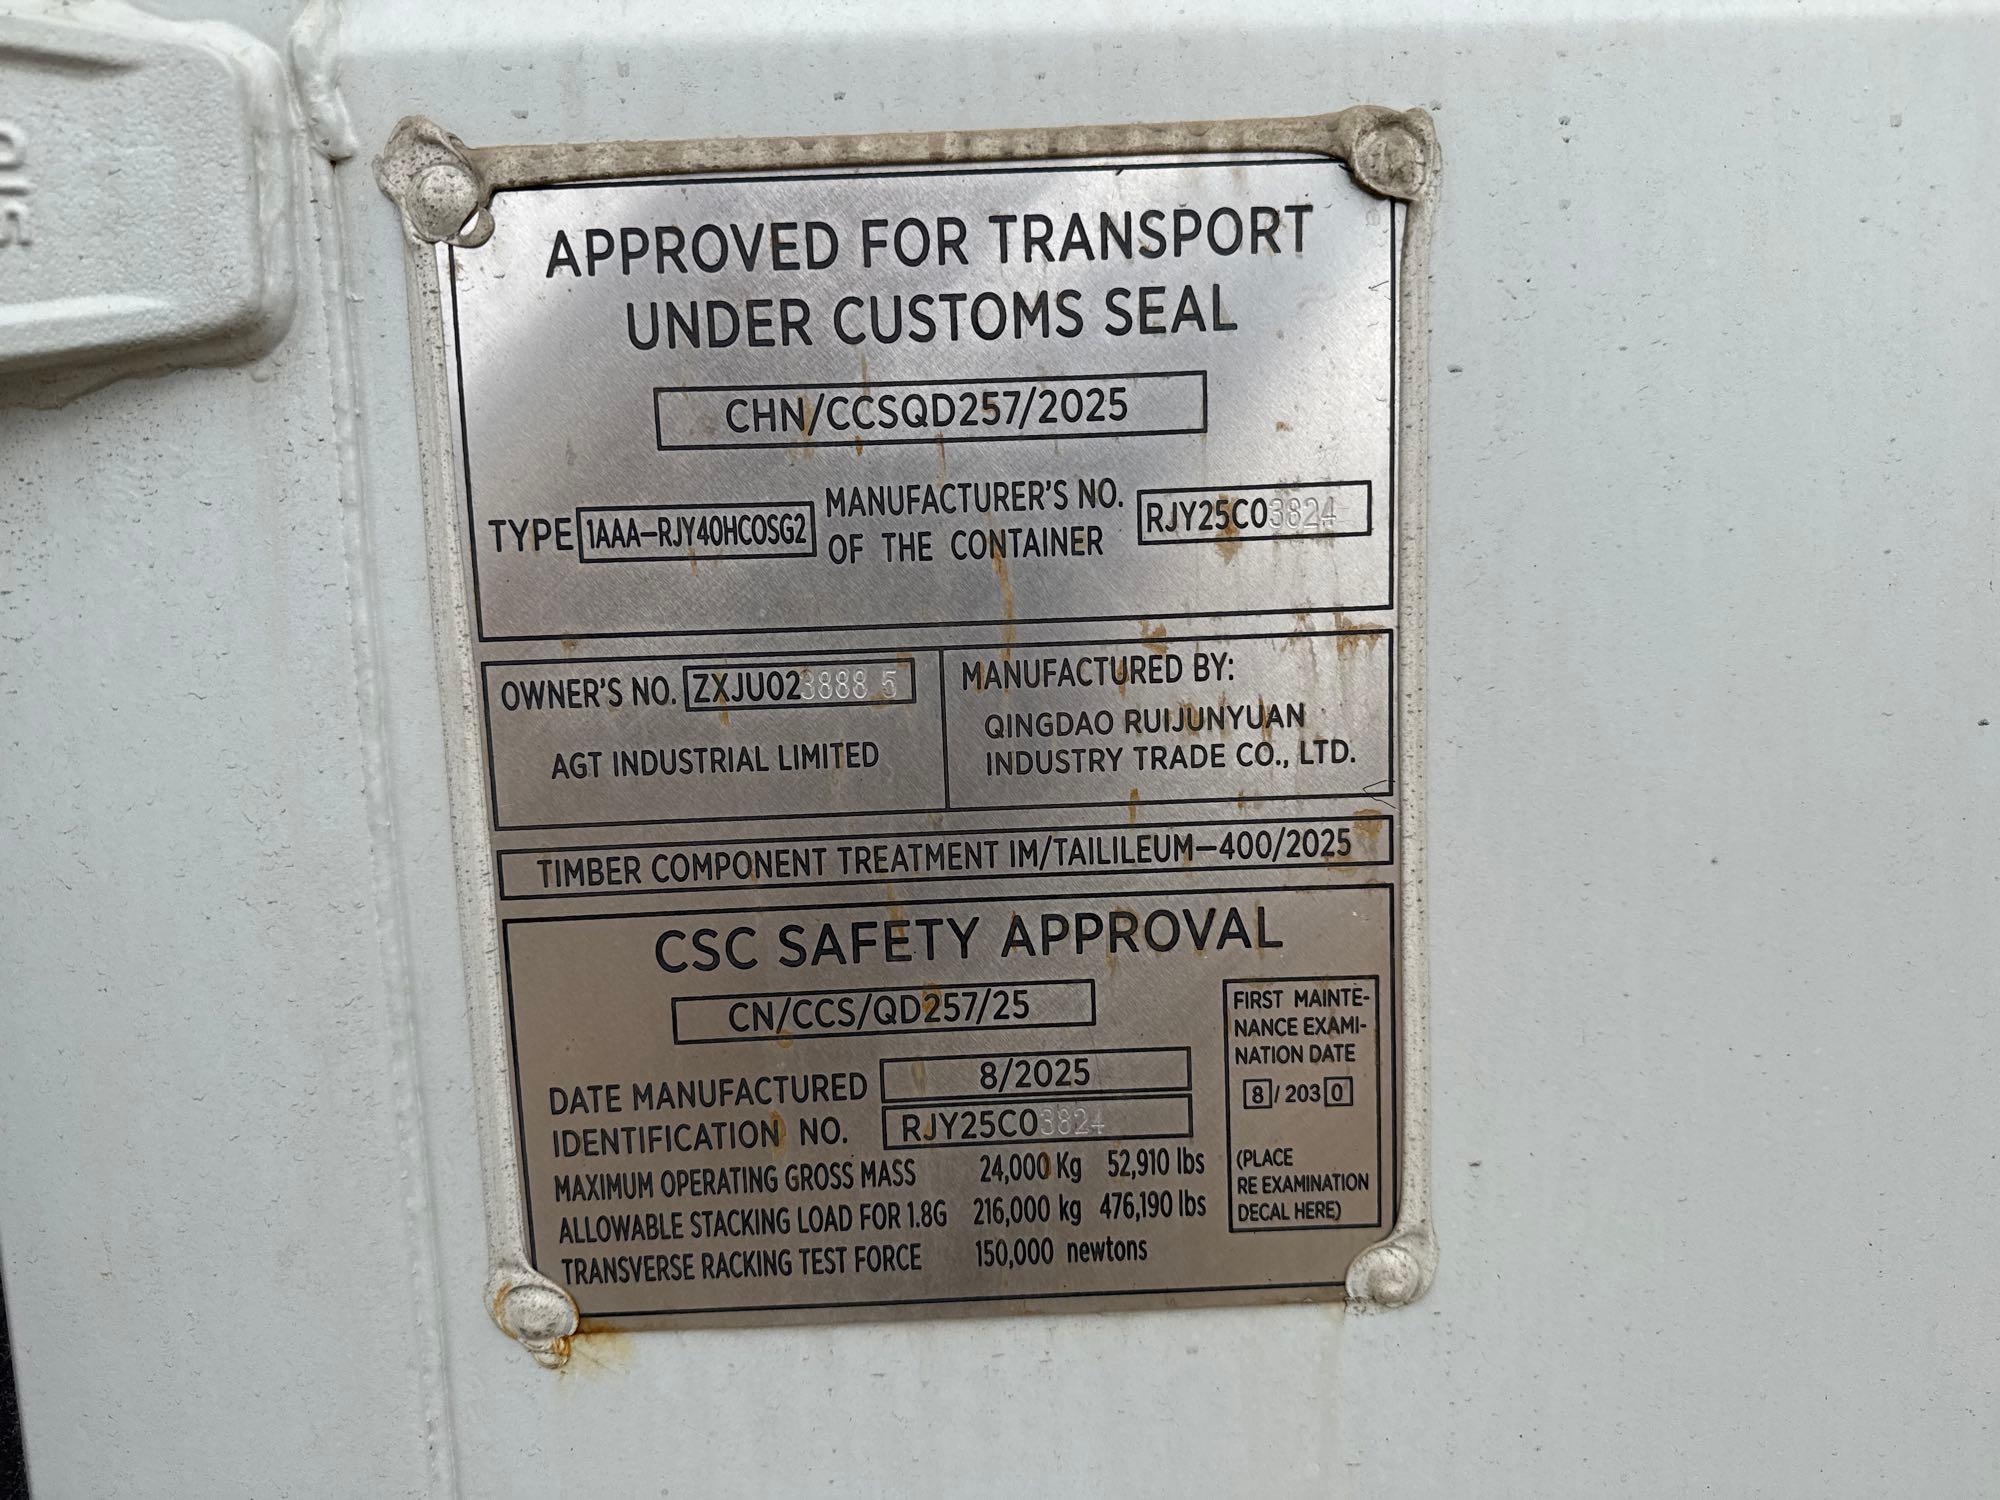 APPROVED FOR TRANSPORT
UNDER CUSTOMS SEAL
CHN/CCSQD257/2025
TYPE 1AAA-RJY40HCOSG2
MANUFACTURER'S NO.
OF THE CONTAINER
RJY25C03824
OWNER'S NO. ZXJU023888 5
AGT INDUSTRIAL LIMITED
MANUFACTURED BY:
QINGDAO RUIJUNYUAN
INDUSTRY TRADE CO., LTD.
TIMBER COMPONENT TREATMENT IM/TAILILEUM-400/2025
CSC SAFETY APPROVAL
CN/CCS/QD257/25
DATE MANUFACTURED 8/2025
IDENTIFICATION NO. RJY25C03824
MAXIMUM OPERATING GROSS MASS 24,000 Kg 52,910 lbs
ALLOWABLE STACKING LOAD FOR 1.8G 216,000 kg 476,190 lbs
TRANSVERSE RACKING TEST FORCE 150,000 newtons
FIRST MAINTE-
NANCE EXAMI-
NATION DATE
8/2030
(PLACE
RE EXAMINATION
DECAL HERE)